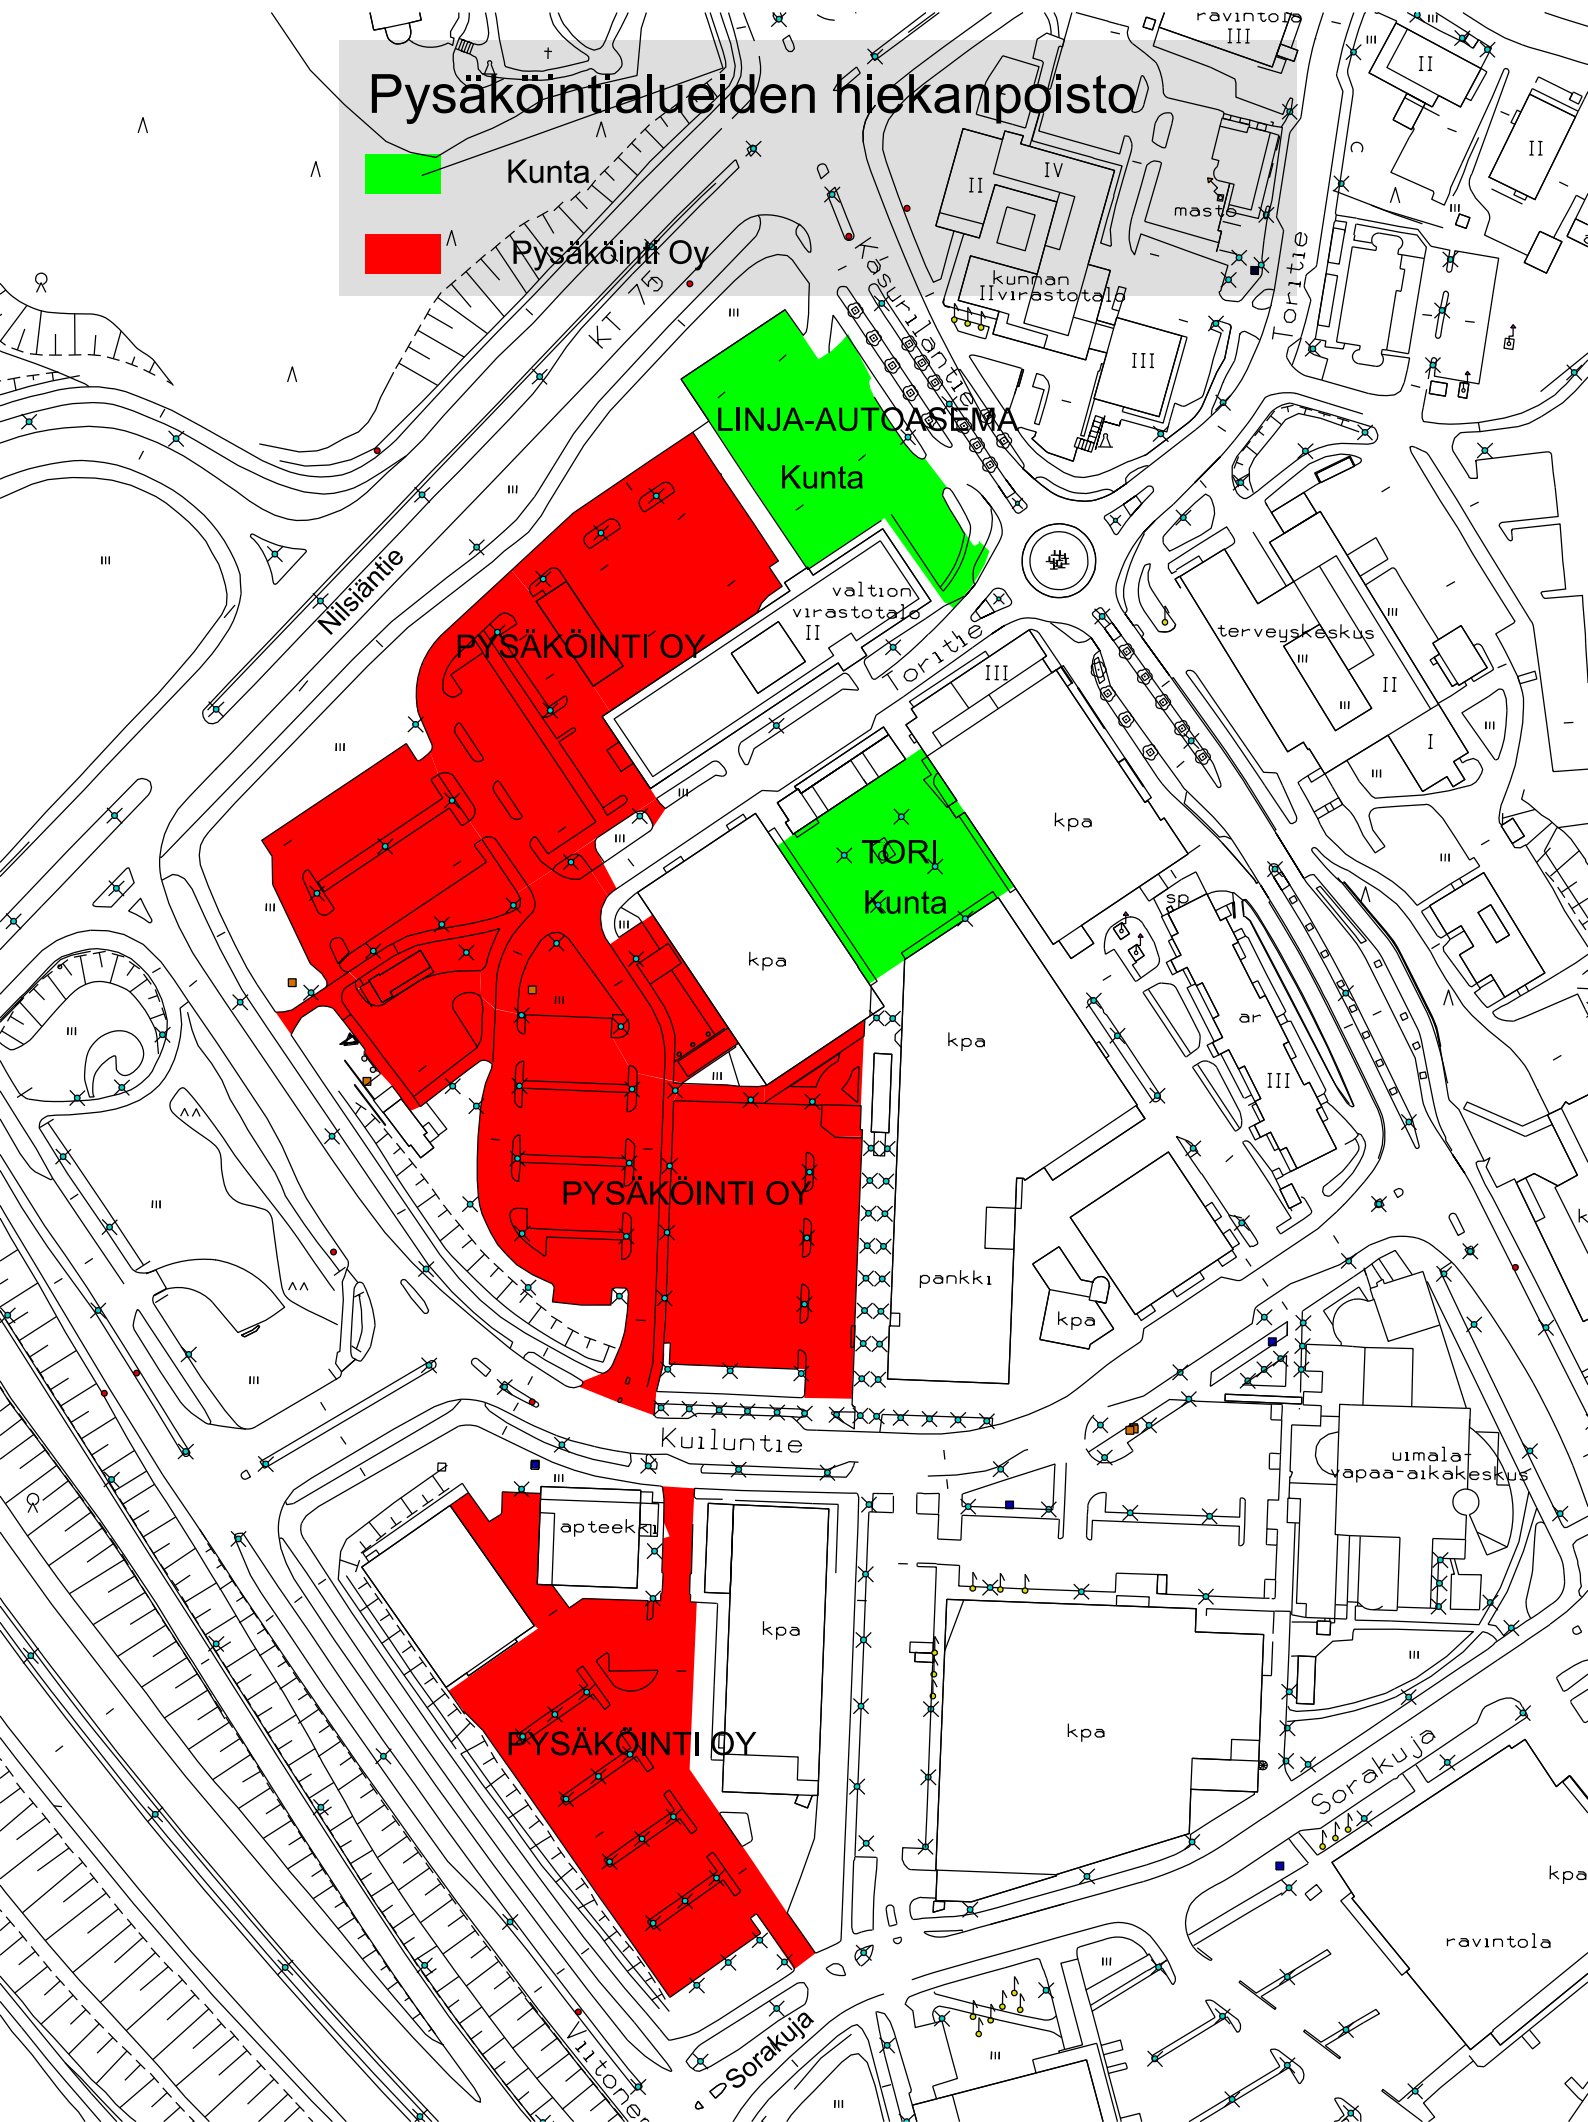 ravintola
III
Pysäköintialueiden hiekanpoisto
II
Kunta
IV
II
II
masto
Pysäköinti Oy
KT 75
Kasurilantie
Toritie
kunnan
II virastotalo
III
LINJA-AUTOASEMA
Kunta
Nilsiäntie
valtion
virastotalo
II
terveyskeskus
PYSÄKÖINTI OY
Toritie
III
II
I
kpa
TORI
Kunta
sp
kpa
ar
kpa
III
PYSÄKÖINTI OY
pankki
kpa
Kuiluntie
uimala-
vapaa-aikakeskus
apteekki
kpa
kpa
PYSÄKÖINTI OY
Sorakuja
kpa
ravintola
Sorakuja